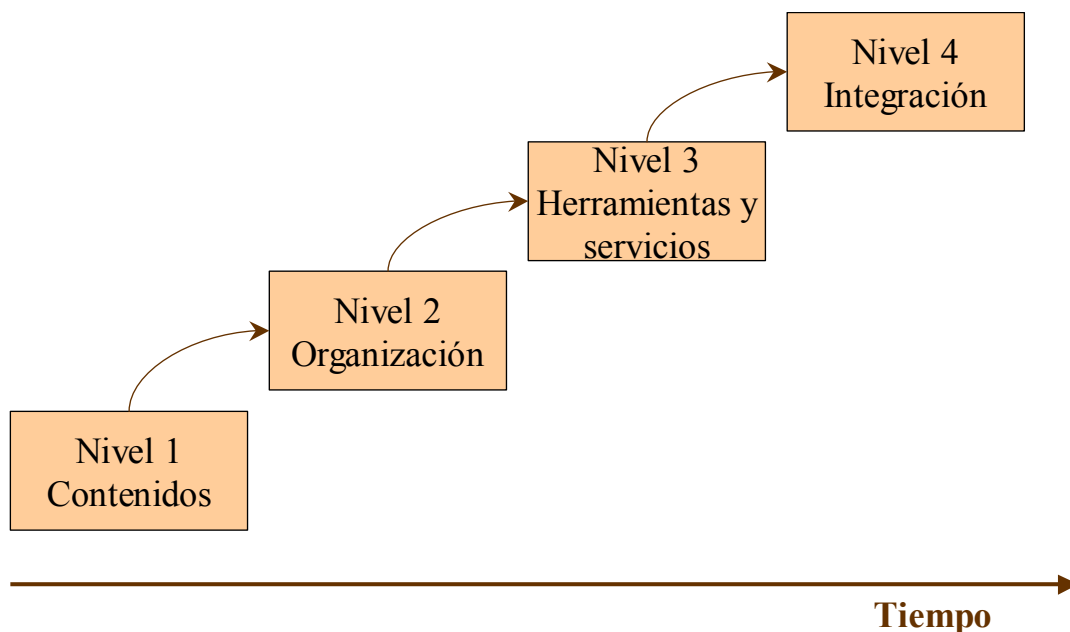 Nivel 4
Integración
Nivel 3
Herramientas y
servicios
Nivel 2
Organización
Nivel 1
Contenidos
Tiempo